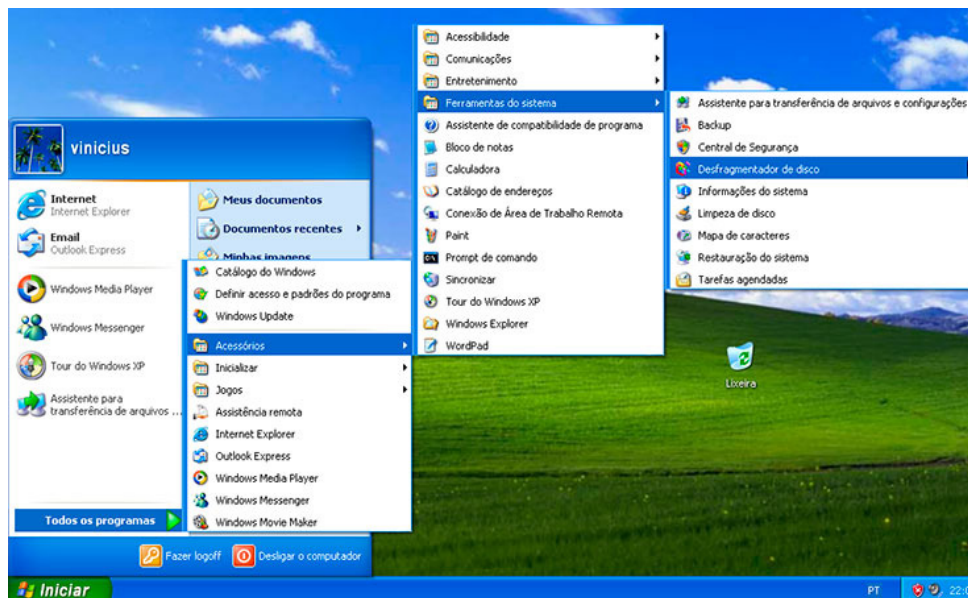 vinicius
Internet
Internet Explorer
Email
Outlook Express
Windows Media Player
Windows Messenger
Tour do Windows XP
Assistente para
transferência de arquivos ...
Todos os programas
Meus documentos
Documentos recentes
Minhas imagens
Catálogo do Windows
Definir acesso e padrões do programa
Windows Update
Acessórios
Inicializar
Jogos
Assistência remota
Internet Explorer
Outlook Express
Windows Media Player
Windows Messenger
Windows Movie Maker
Acessibilidade
Comunicações
Entretenimento
Ferramentas do sistema
Assistente de compatibilidade de programa
Bloco de notas
Calculadora
Catálogo de endereços
Conexão de Área de Trabalho Remota
Paint
Prompt de comando
Sincronizar
Tour do Windows XP
Windows Explorer
WordPad
Assistente para transferência de arquivos e configurações
Backup
Central de Segurança
Desfragmentador de disco
Informações do sistema
Limpeza de disco
Mapa de caracteres
Restauração do sistema
Tarefas agendadas
Lixeira
Fazer logoff
Desligar o computador
Iniciar
PT